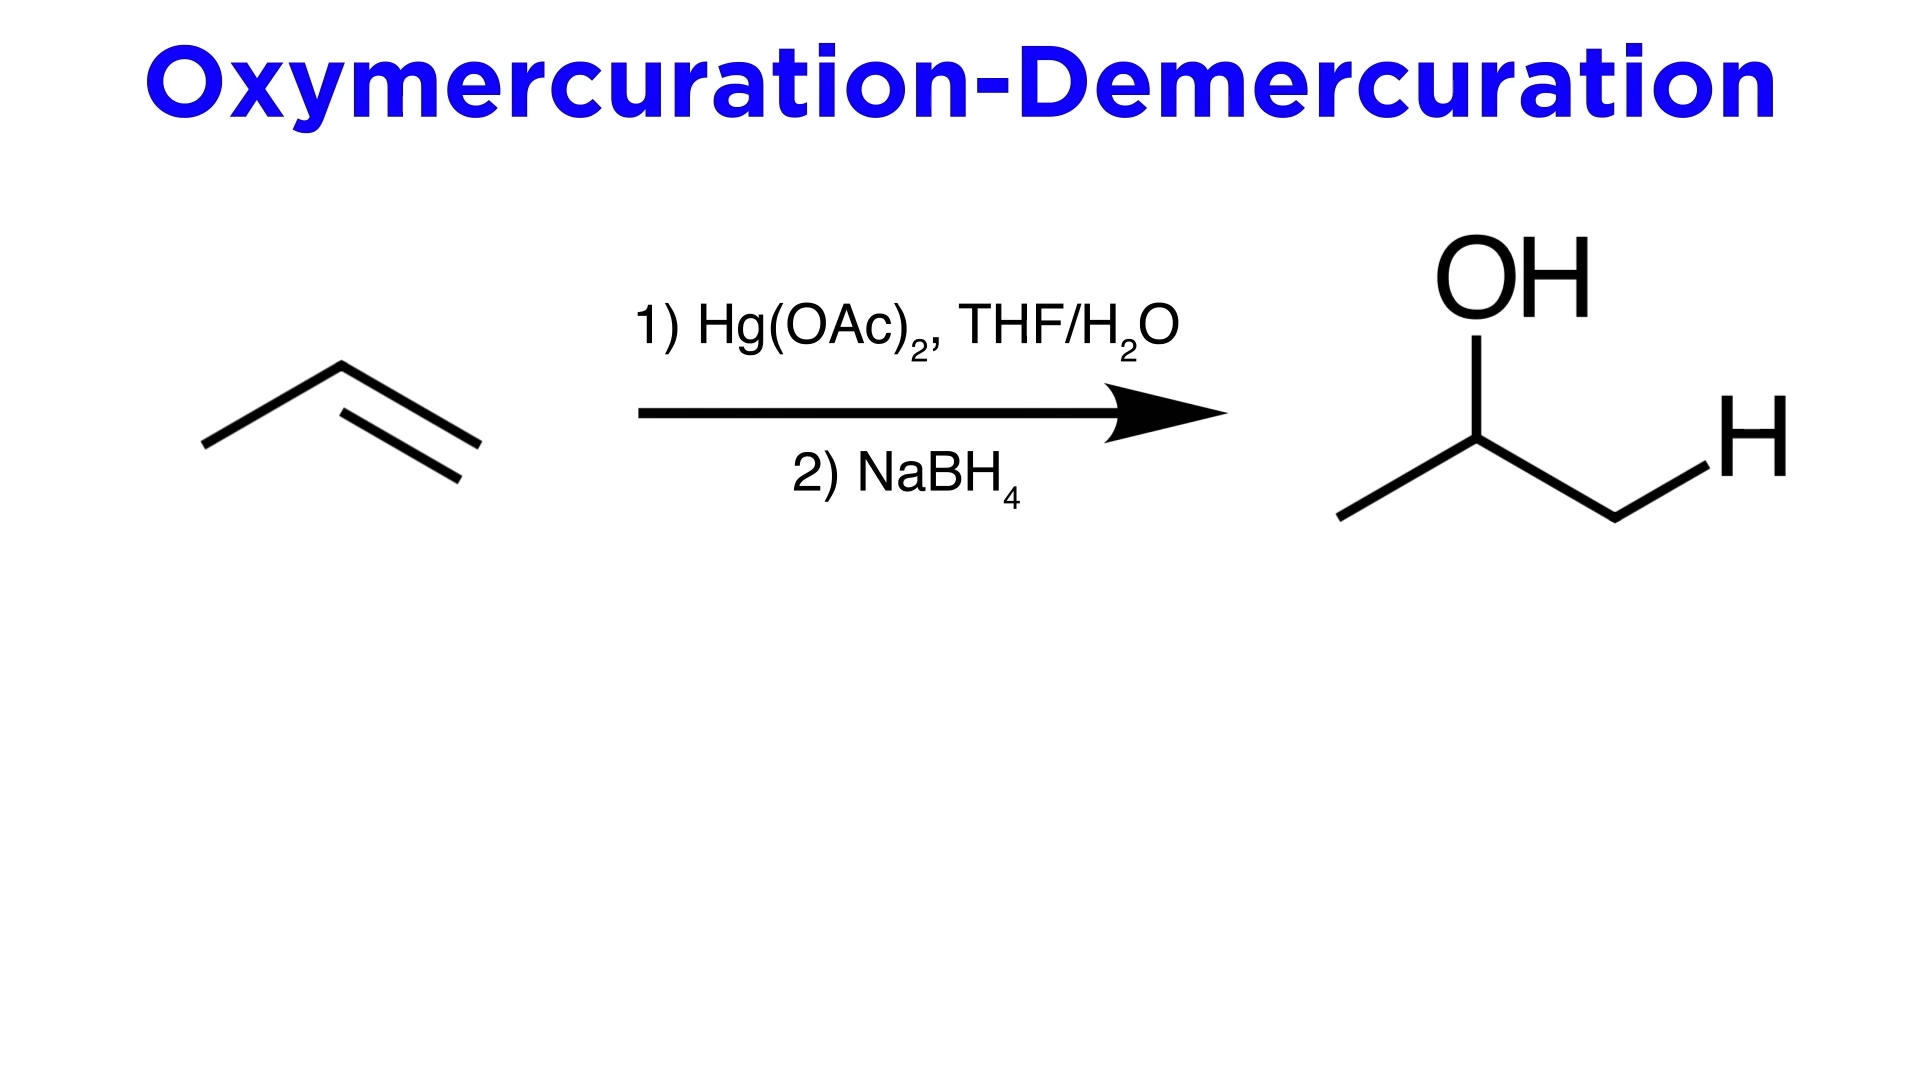 Oxymercuration-Demercuration
1) Hg(OAc)₂, THF/H₂O
2) NaBH₄
OH
H